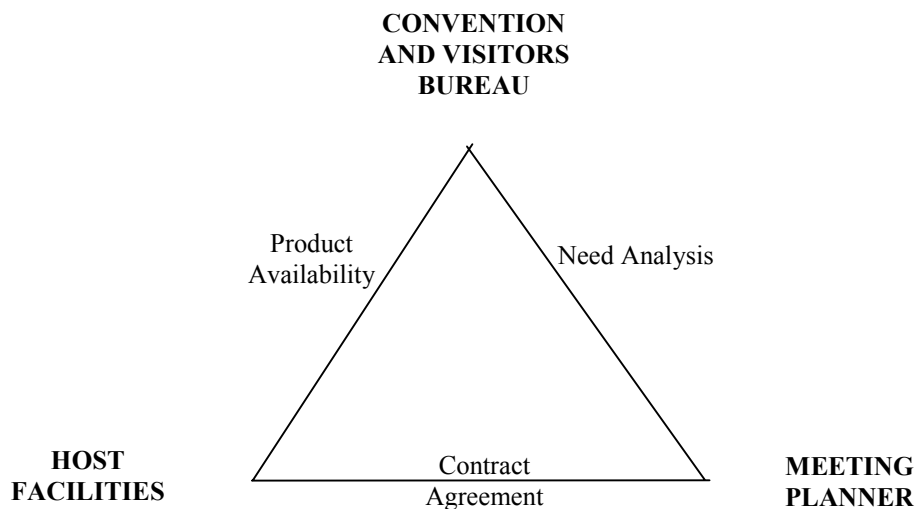 CONVENTION
AND VISITORS
BUREAU
Product
Availability
Need Analysis
HOST
FACILITIES
Contract
Agreement
MEETING
PLANNER